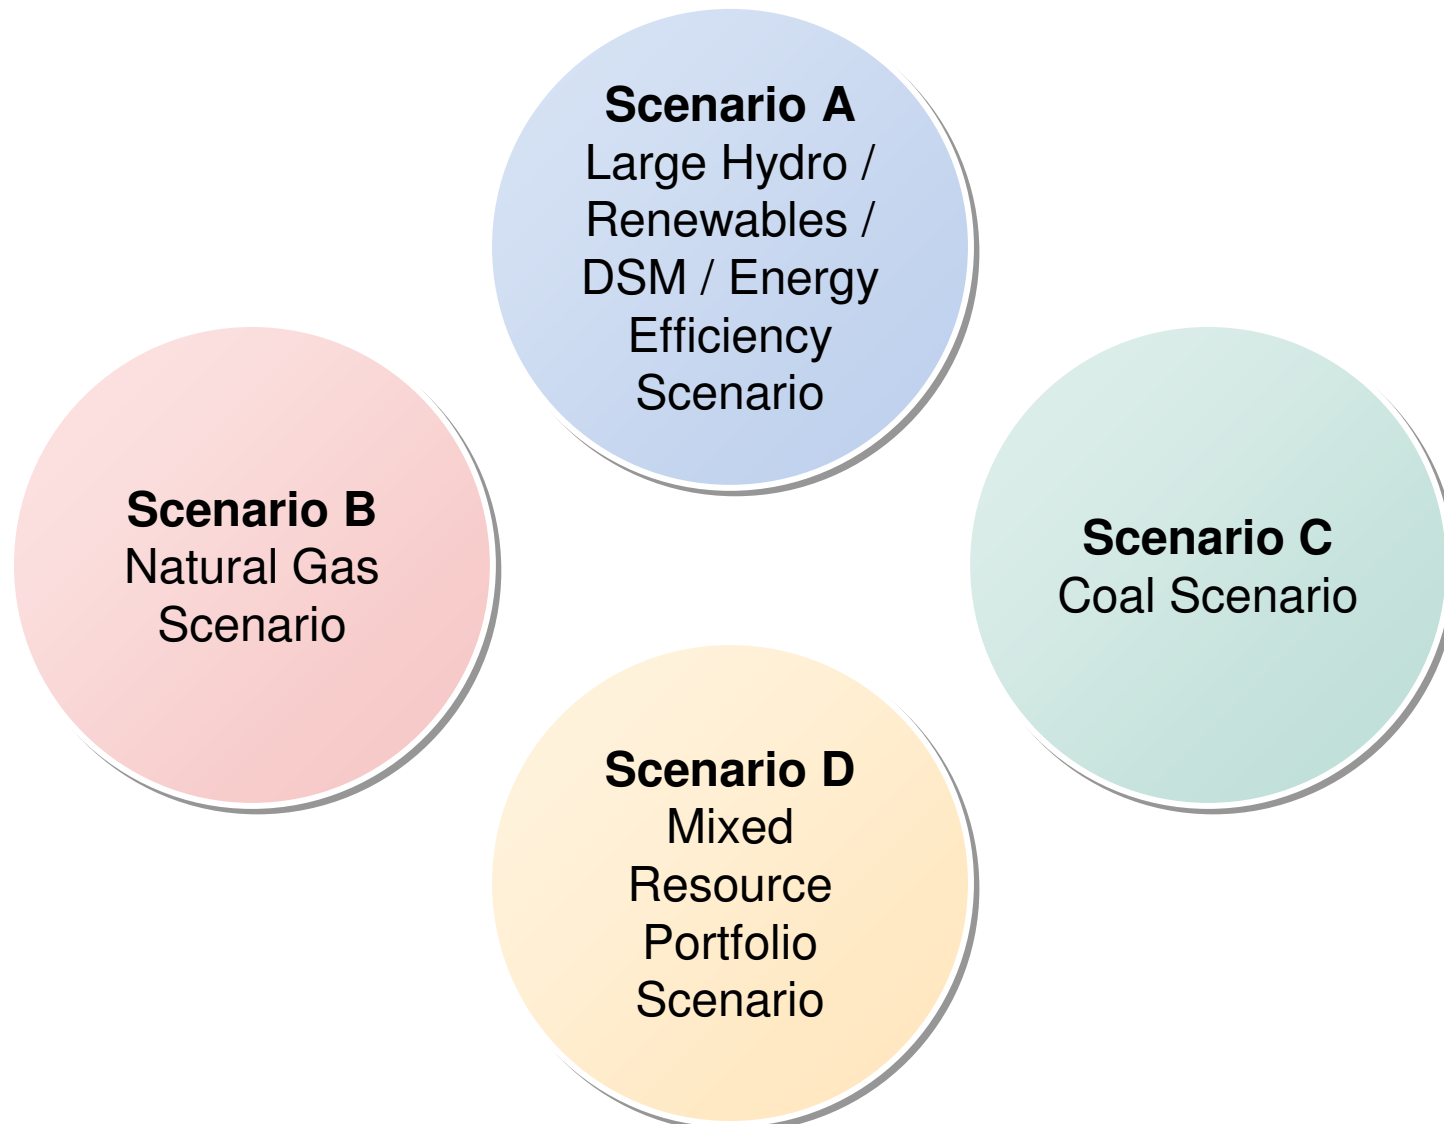 Scenario A
Large Hydro /
Renewables /
DSM / Energy
Efficiency
Scenario
Scenario B
Natural Gas
Scenario
Scenario C
Coal Scenario
Scenario D
Mixed
Resource
Portfolio
Scenario